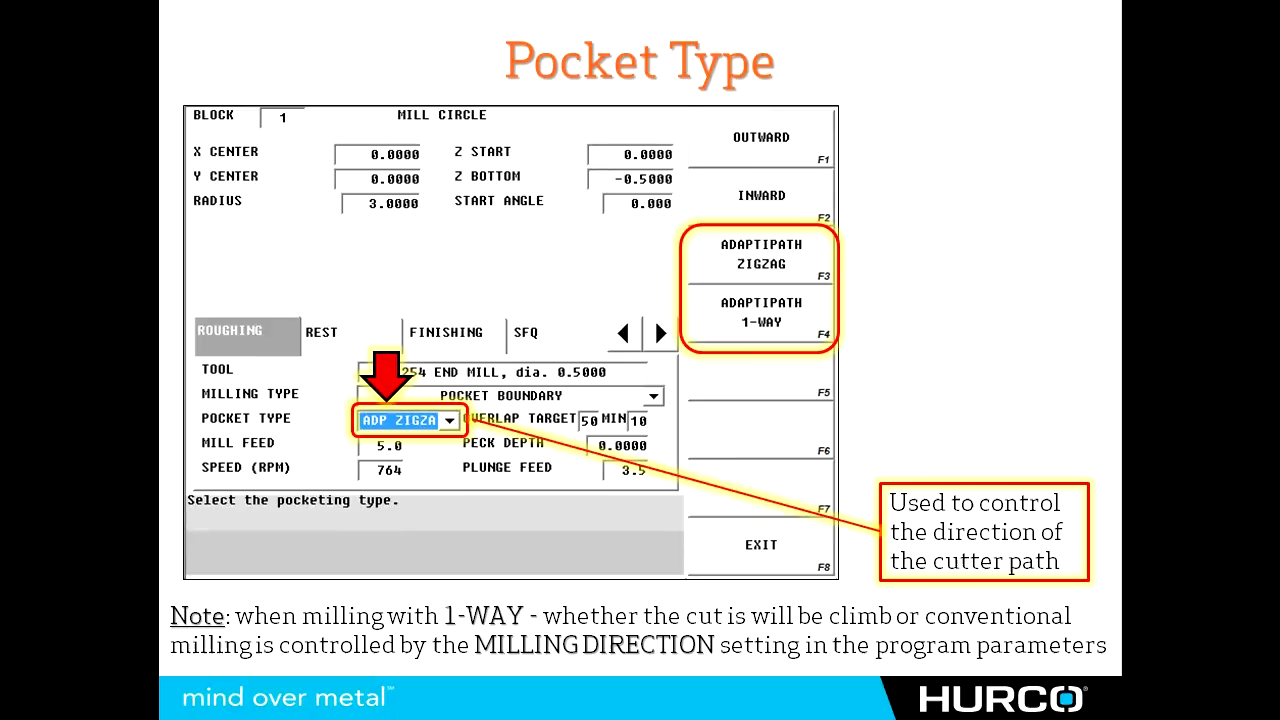 Pocket Type
BLOCK 1 MILL CIRCLE
OUTWARD F1
X CENTER 0.0000 Z START 0.0000
Y CENTER 0.0000 Z BOTTOM -0.5000
INWARD F2
RADIUS 3.0000 START ANGLE 0.000
ADAPTIPATH
ZIGZAG F3
ADAPTIPATH
1-WAY F4
ROUGHING REST FINISHING SFQ
TOOL 254 END MILL, dia. 0.5000
MILLING TYPE POCKET BOUNDARY
F5
POCKET TYPE ADP ZIGZA OVERLAP TARGET 50 MIN 10
MILL FEED 5.0 PECK DEPTH 0.0000
F6
SPEED (RPM) 764 PLUNGE FEED 3.5
Select the pocketing type.
F7
EXIT F8
Used to control
the direction of
the cutter path
Note: when milling with 1-WAY - whether the cut is will be climb or conventional
milling is controlled by the MILLING DIRECTION setting in the program parameters
mind over metal™
HURCO®